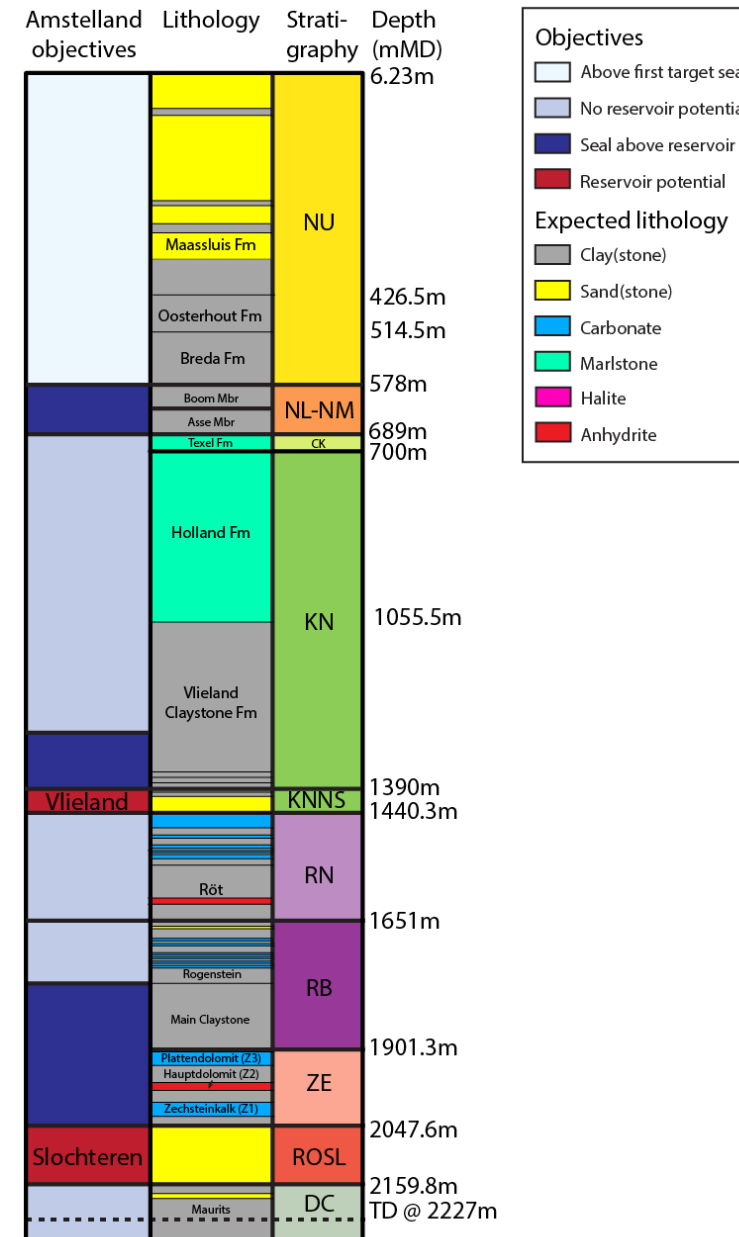 Amstelland
objectives
Lithology
Strati-
graphy
Depth
(mMD)
6.23m
NU
Maassluis Fm
426.5m
Oosterhout Fm
514.5m
Breda Fm
578m
Boom Mbr
NL-NM
Asse Mbr
689m
Texel Fm
CK
700m
Holland Fm
1055.5m
KN
Vlieland
Claystone Fm
1390m
Vlieland
KNNS
1440.3m
RN
Röt
1651m
Rogenstein
RB
Main Claystone
1901.3m
Plattendolomit (Z3)
Hauptdolomit (Z2)
ZE
Zechsteinkalk (Z1)
2047.6m
Slochteren
ROSL
2159.8m
DC
Maurits
TD @ 2227m
Objectives
Above first target sea
No reservoir potentia
Seal above reservoir
Reservoir potential
Expected lithology
Clay(stone)
Sand(stone)
Carbonate
Marlstone
Halite
Anhydrite